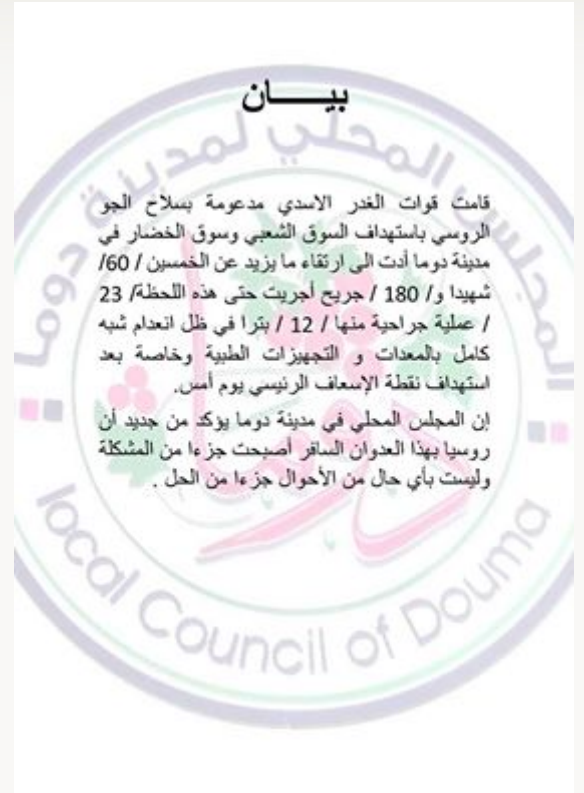 بيـــــان
قامت قوات الغدر الاسدي مدعومة بسلاح الجو
الروسي باستهداف السوق الشعبي وسوق الخضار في
مدينة دوما أدت الى ارتقاء ما يزيد عن الخمسين / 60/
شهيدا و/ 180 / جريح أجريت حتى هذه اللحظة/ 23
/ عملية جراحية منها / 12 / بترا في ظل انعدام شبه
كامل بالمعدات و التجهيزات الطبية وخاصة بعد
استهداف نقطة الإسعاف الرئيسي يوم أمس.
إن المجلس المحلي في مدينة دوما يؤكد من جديد أن
روسيا بهذا العدوان السافر أصبحت جزءا من المشكلة
وليست بأي حال من الأحوال جزءا من الحل .
المجلس المحلي لمدينة دوما
دوما
local Council of Douma